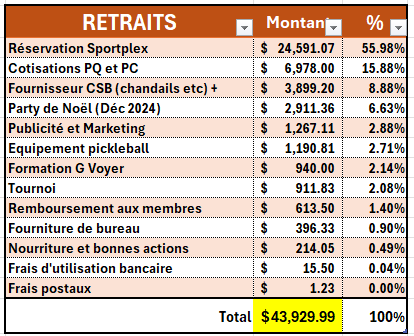 RETRAITS Montant %
Réservation Sportplex $ 24,591.07 55.98%
Cotisations PQ et PC $ 6,978.00 15.88%
Fournisseur CSB (chandails etc) + $ 3,899.20 8.88%
Party de Noël (Déc 2024) $ 2,911.36 6.63%
Publicité et Marketing $ 1,267.11 2.88%
Equipement pickleball $ 1,190.81 2.71%
Formation G Voyer $ 940.00 2.14%
Tournoi $ 911.83 2.08%
Remboursement aux membres $ 613.50 1.40%
Fourniture de bureau $ 396.33 0.90%
Nourriture et bonnes actions $ 214.05 0.49%
Frais d'utilisation bancaire $ 15.50 0.04%
Frais postaux $ 1.23 0.00%
Total $43,929.99 100%